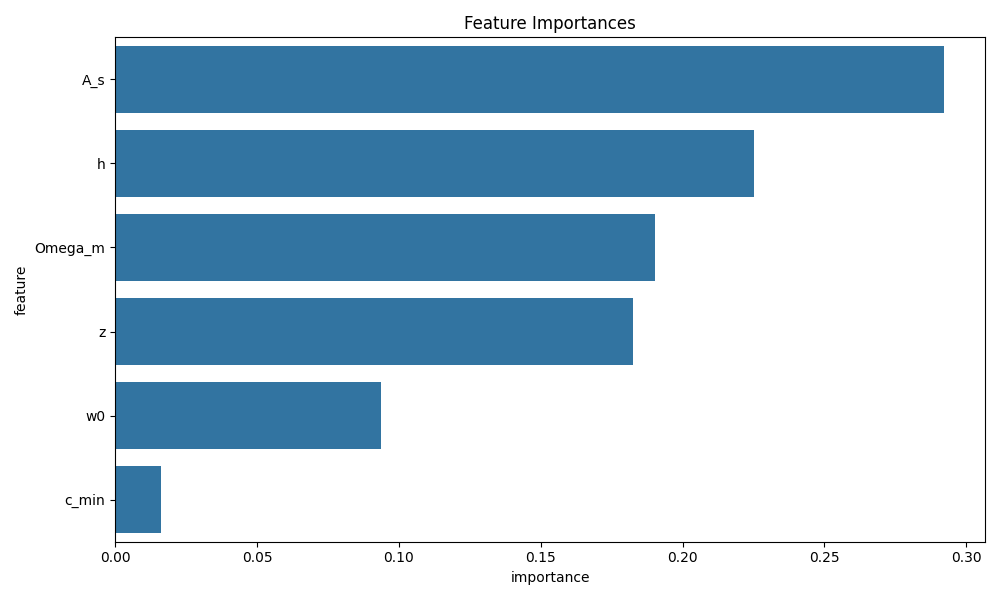 Feature Importances
A_s
h
Omega_m
z
w0
c_min
feature
0.00 0.05 0.10 0.15 0.20 0.25 0.30
importance